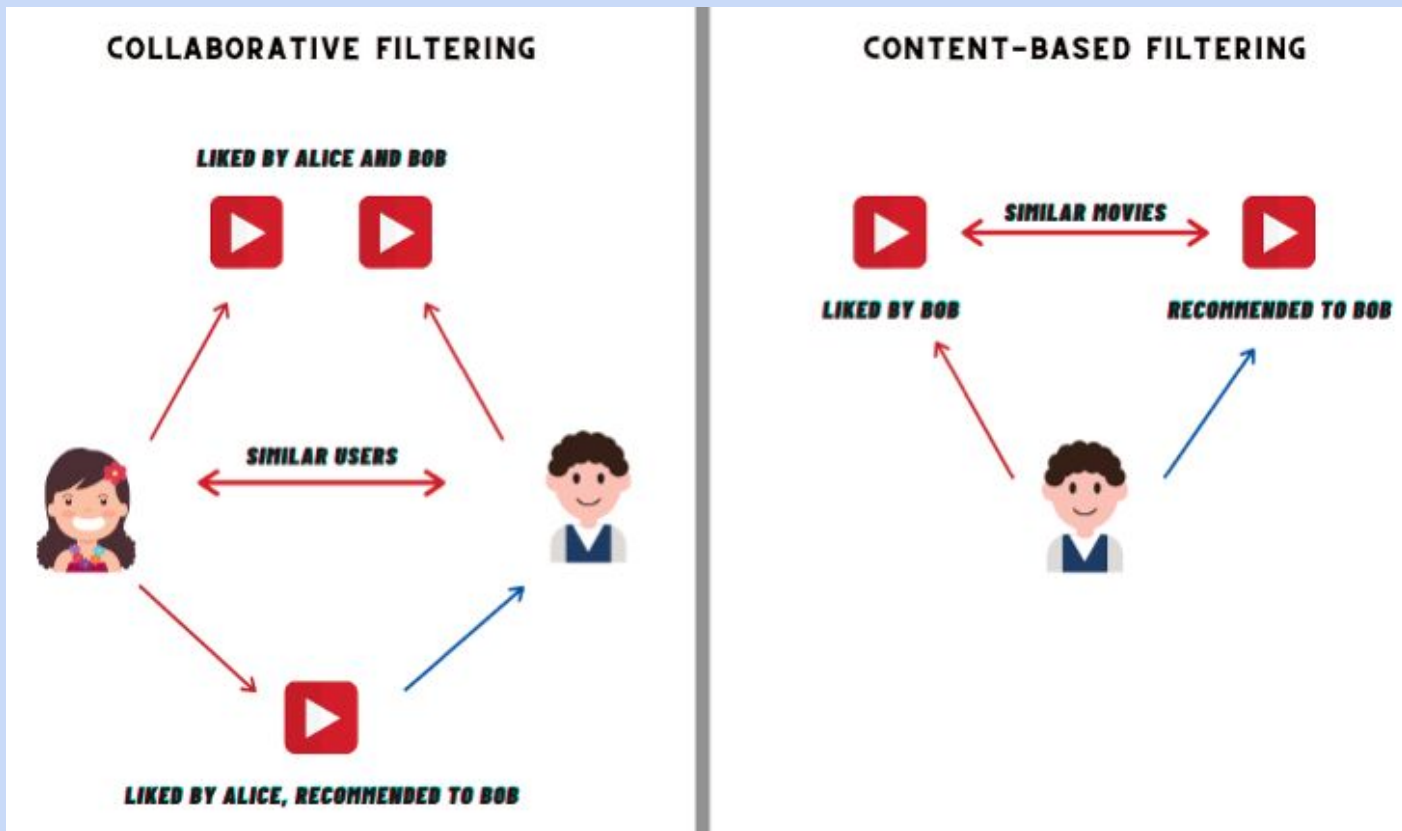 COLLABORATIVE FILTERING
LIKED BY ALICE AND BOB
SIMILAR USERS
LIKED BY ALICE, RECOMMENDED TO BOB
CONTENT-BASED FILTERING
SIMILAR MOVIES
LIKED BY BOB
RECOMMENDED TO BOB